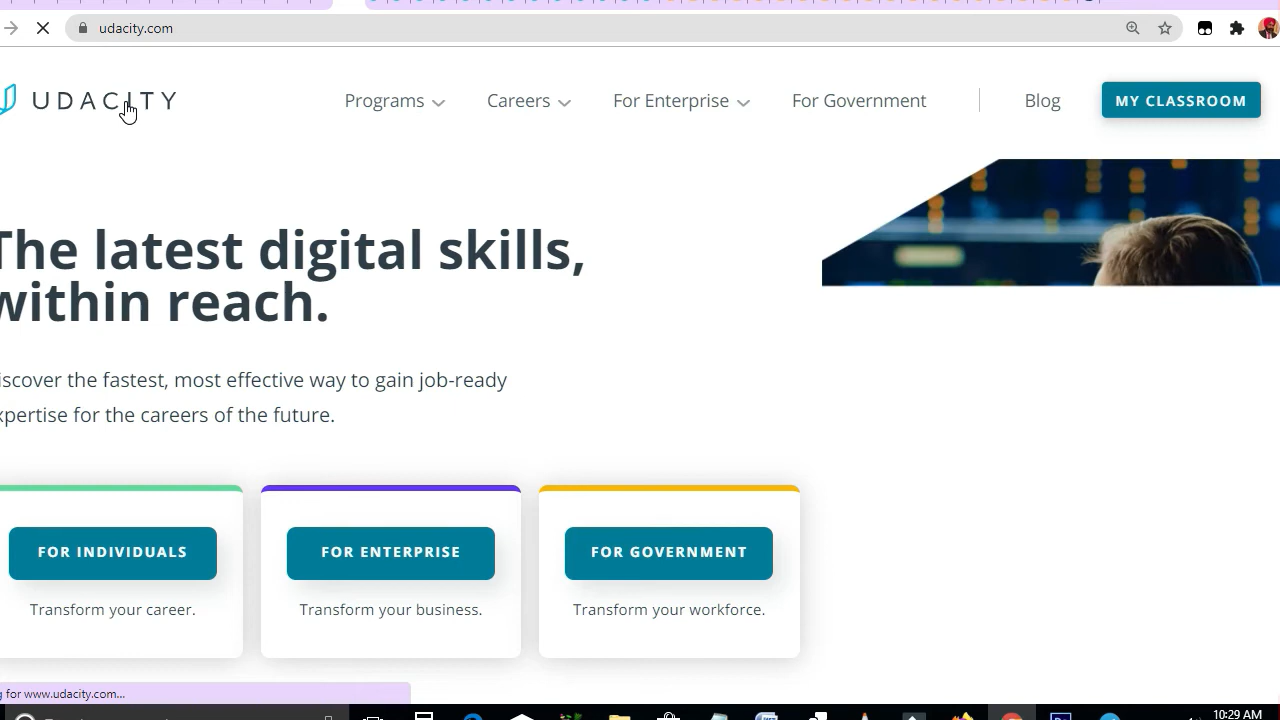 udacity.com
UDACITY
Programs
Careers
For Enterprise
For Government
Blog
MY CLASSROOM
The latest digital skills,
within reach.
iscover the fastest, most effective way to gain job-ready
xpertise for the careers of the future.
FOR INDIVIDUALS
FOR ENTERPRISE
FOR GOVERNMENT
Transform your career.
Transform your business.
Transform your workforce.
g for www.udacity.com...
10:29 AM